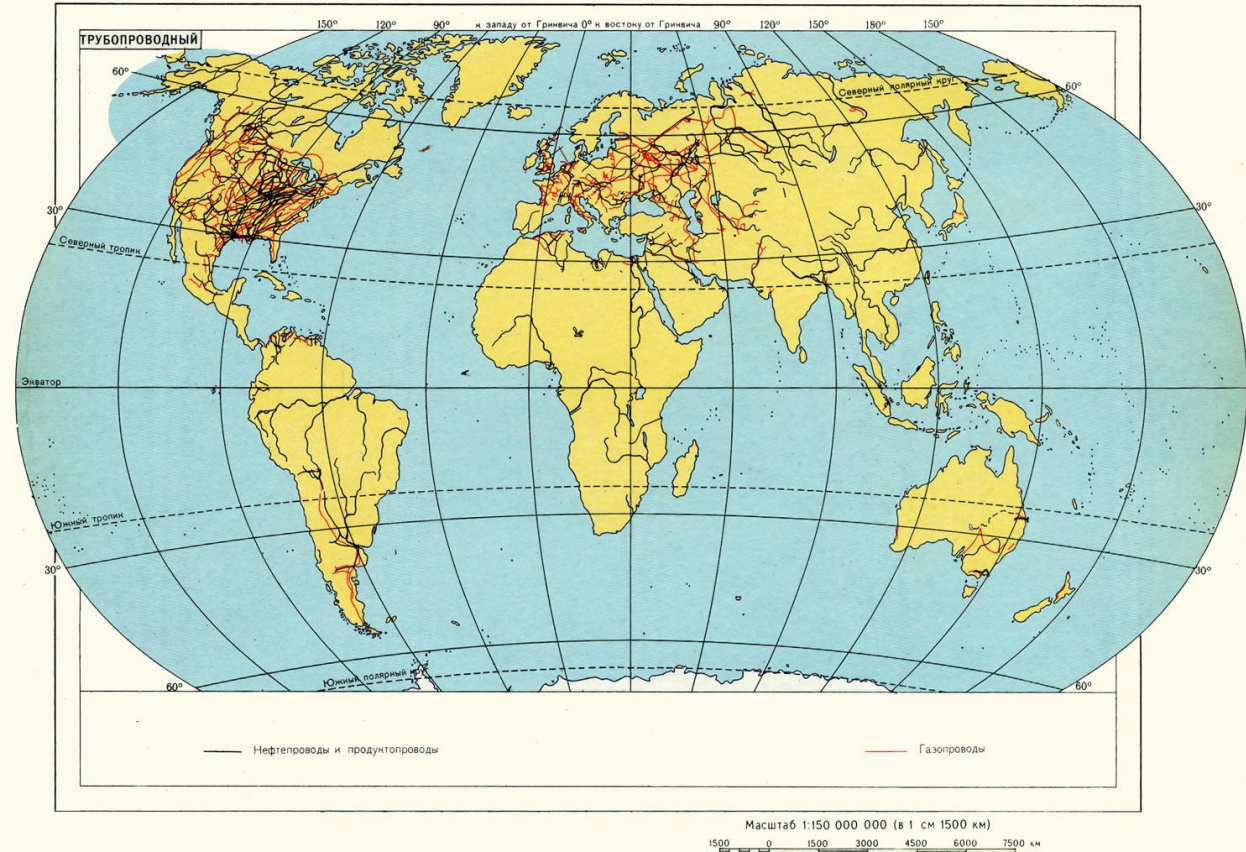 150° 120° 90° к западу от Гринвича 0° к востоку от Гринвича 90° 120° 150° 180° 150°
ТРУБОПРОВОДНЫЙ
60°
Северный полярный круг
60°
30°
30°
Северный тропик
Экватор
Южный тропик
30°
30°
Южный полярный круг
60°
60°
Нефтепроводы и продуктопроводы
Газопроводы
Масштаб 1:150 000 000 (в 1 см 1500 км)
1500 0 1500 3000 4500 6000 7500 км